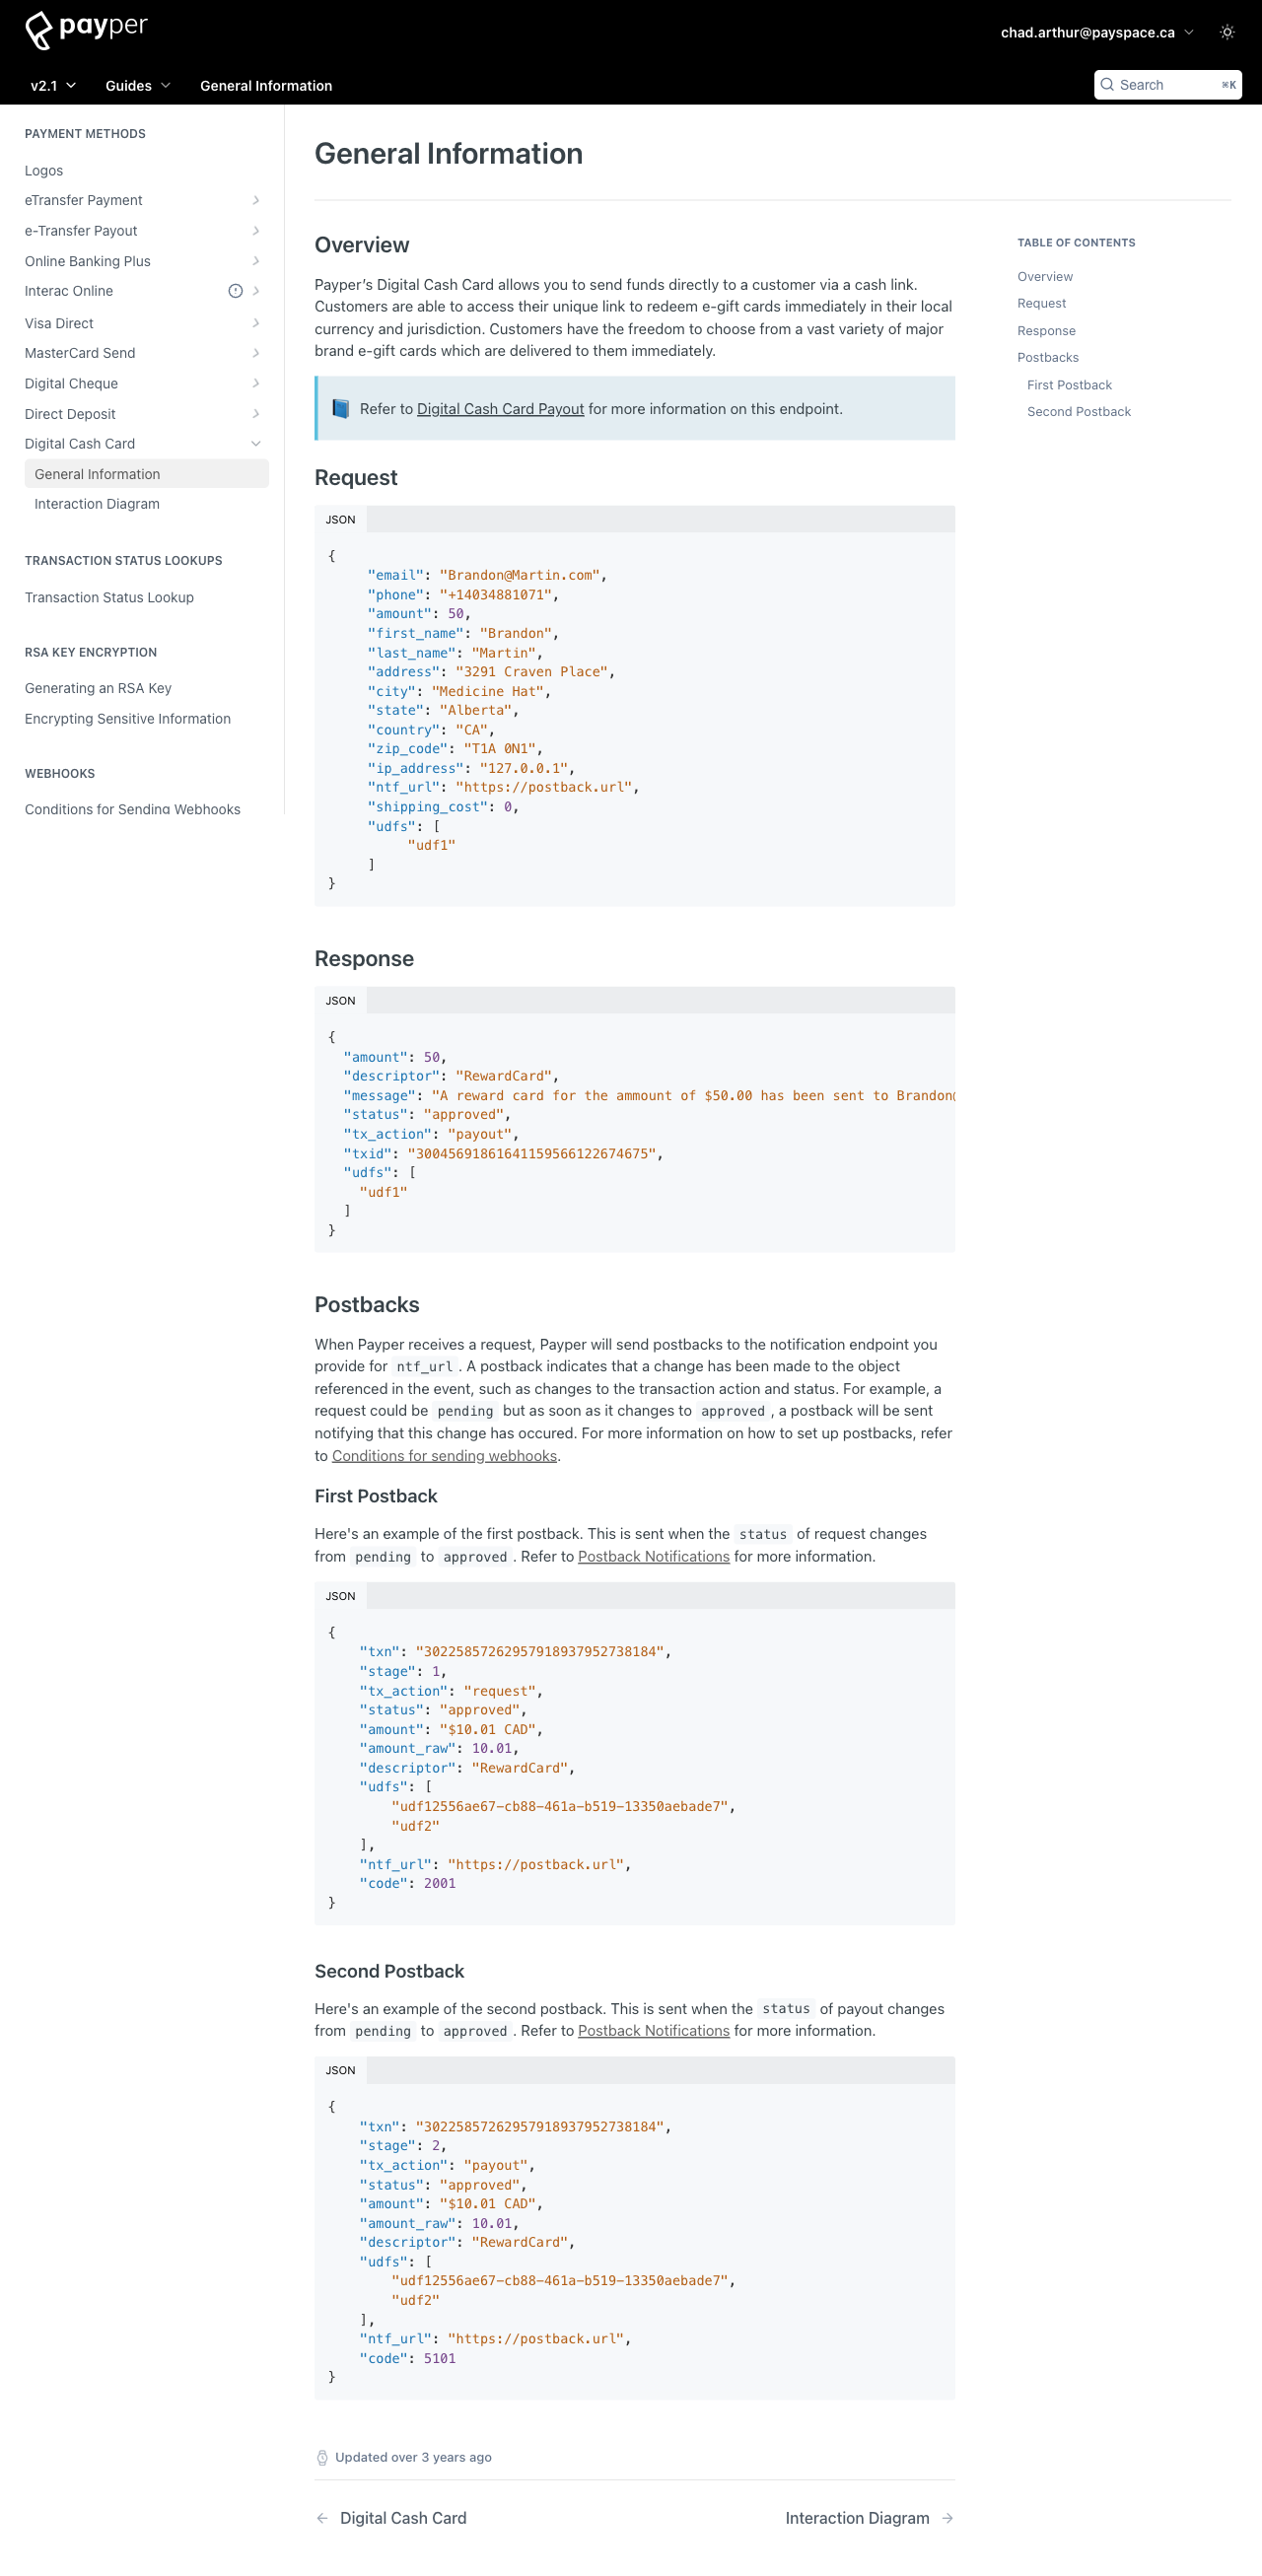 payper
chad.arthur@payspace.ca
v2.1 Guides General Information
Search ⌘K
PAYMENT METHODS
Logos
eTransfer Payment
e-Transfer Payout
Online Banking Plus
Interac Online
Visa Direct
MasterCard Send
Digital Cheque
Direct Deposit
Digital Cash Card
General Information
Interaction Diagram
TRANSACTION STATUS LOOKUPS
Transaction Status Lookup
RSA KEY ENCRYPTION
Generating an RSA Key
Encrypting Sensitive Information
WEBHOOKS
Conditions for Sending Webhooks
General Information
Overview
Payper’s Digital Cash Card allows you to send funds directly to a customer via a cash link.
Customers are able to access their unique link to redeem e-gift cards immediately in their local
currency and jurisdiction. Customers have the freedom to choose from a vast variety of major
brand e-gift cards which are delivered to them immediately.
Refer to Digital Cash Card Payout for more information on this endpoint.
Request
JSON
{
"email": "Brandon@Martin.com",
"phone": "+14034881071",
"amount": 50,
"first_name": "Brandon",
"last_name": "Martin",
"address": "3291 Craven Place",
"city": "Medicine Hat",
"state": "Alberta",
"country": "CA",
"zip_code": "T1A 0N1",
"ip_address": "127.0.0.1",
"ntf_url": "https://postback.url",
"shipping_cost": 0,
"udfs": [
"udf1"
]
}
Response
JSON
{
"amount": 50,
"descriptor": "RewardCard",
"message": "A reward card for the ammount of $50.00 has been sent to Brandon@
"status": "approved",
"tx_action": "payout",
"txid": "30045691861641159566122674675",
"udfs": [
"udf1"
]
}
Postbacks
When Payper receives a request, Payper will send postbacks to the notification endpoint you
provide for ntf_url. A postback indicates that a change has been made to the object
referenced in the event, such as changes to the transaction action and status. For example, a
request could be pending but as soon as it changes to approved, a postback will be sent
notifying that this change has occured. For more information on how to set up postbacks, refer
to Conditions for sending webhooks.
First Postback
Here's an example of the first postback. This is sent when the status of request changes
from pending to approved. Refer to Postback Notifications for more information.
JSON
{
"txn": "30225857262957918937952738184",
"stage": 1,
"tx_action": "request",
"status": "approved",
"amount": "$10.01 CAD",
"amount_raw": 10.01,
"descriptor": "RewardCard",
"udfs": [
"udf12556ae67-cb88-461a-b519-13350aebade7",
"udf2"
],
"ntf_url": "https://postback.url",
"code": 2001
}
Second Postback
Here's an example of the second postback. This is sent when the status of payout changes
from pending to approved. Refer to Postback Notifications for more information.
JSON
{
"txn": "30225857262957918937952738184",
"stage": 2,
"tx_action": "payout",
"status": "approved",
"amount": "$10.01 CAD",
"amount_raw": 10.01,
"descriptor": "RewardCard",
"udfs": [
"udf12556ae67-cb88-461a-b519-13350aebade7",
"udf2"
],
"ntf_url": "https://postback.url",
"code": 5101
}
Updated over 3 years ago
← Digital Cash Card
Interaction Diagram →
TABLE OF CONTENTS
Overview
Request
Response
Postbacks
First Postback
Second Postback